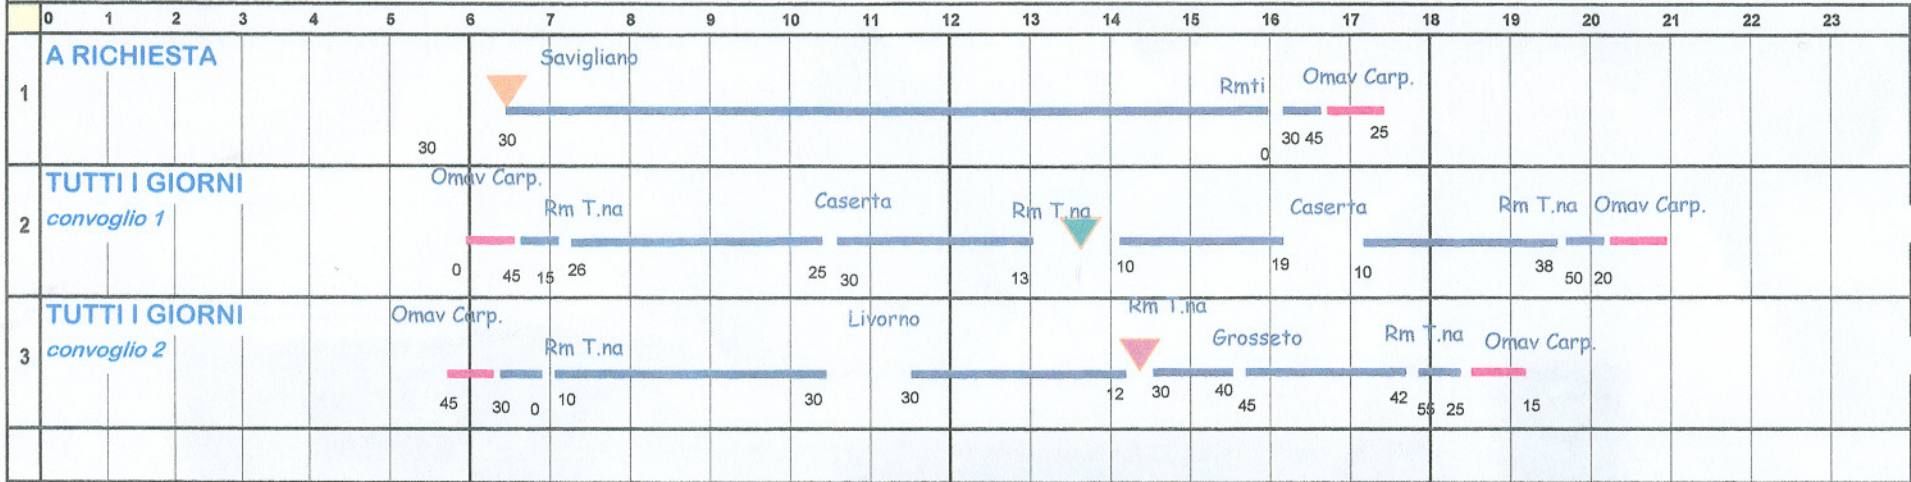 0 1 2 3 4 5 6 7 8 9 10 11 12 13 14 15 16 17 18 19 20 21 22 23
A RICHIESTA
Savigliano
Rmti
Omav Carp.
1
30
30
0
30 45
25
TUTTI I GIORNI
convoglio 1
Omav Carp.
Rm T.na
Caserta
Rm T.na
Caserta
Rm T.na
Omav Carp.
2
0
45
15
26
25
30
13
10
19
10
38
50
20
TUTTI I GIORNI
convoglio 2
Omav Carp.
Rm T.na
Livorno
Rm T.na
Grosseto
Rm T.na
Omav Carp.
3
45
30
0
10
30
30
12
30
40
45
42
55
25
15